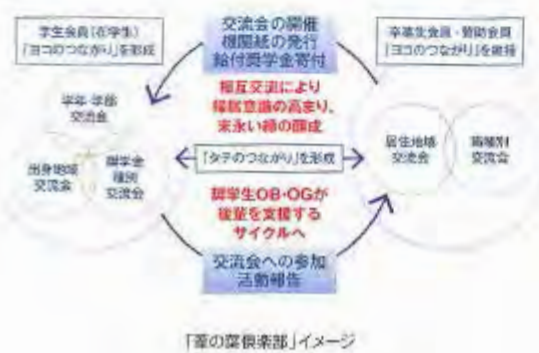 学生会員(在学生)
「ヨコのつながり」を形成
交流会の開催
機関紙の発行
給付奨学金寄付
卒業生会員・賛助会員
「ヨコのつながり」を維持
相互交流により
帰属意識の高まり、
末永い絆の醸成
学年・学部
交流会
出身地域
交流会
奨学金
種別
交流会
「タテのつながり」を形成
居住地域
交流会
職種別
交流会
奨学生OB・OGが
後輩を支援する
サイクルへ
交流会への参加
活動報告
「葦の葉倶楽部」イメージ